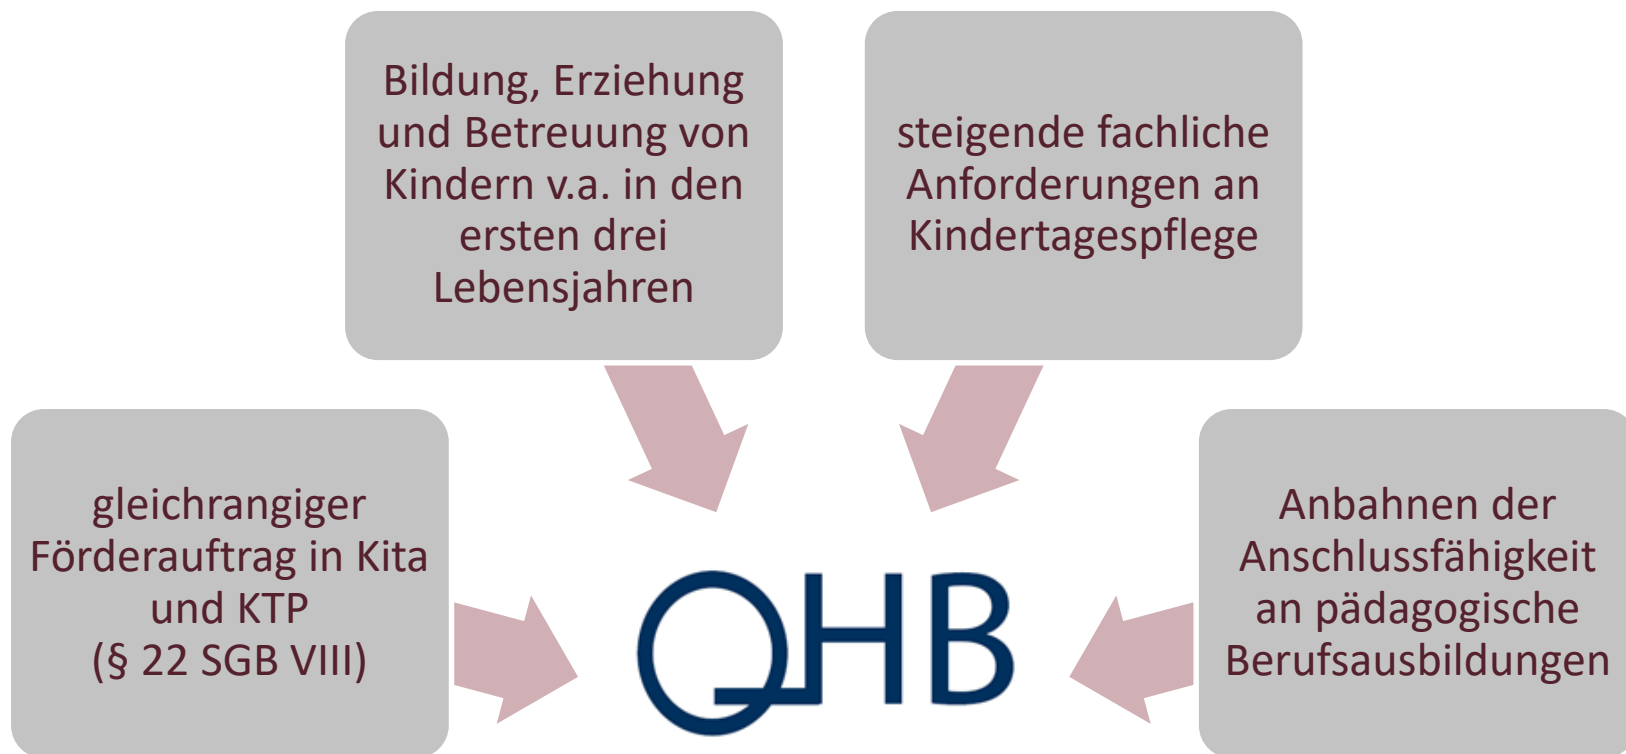 Bildung, Erziehung
und Betreuung von
Kindern v.a. in den
ersten drei
Lebensjahren
steigende fachliche
Anforderungen an
Kindertagespflege
gleichrangiger
Förderauftrag in Kita
und KTP
(§ 22 SGB VIII)
Anbahnen der
Anschlussfähigkeit
an pädagogische
Berufsausbildungen
QHB